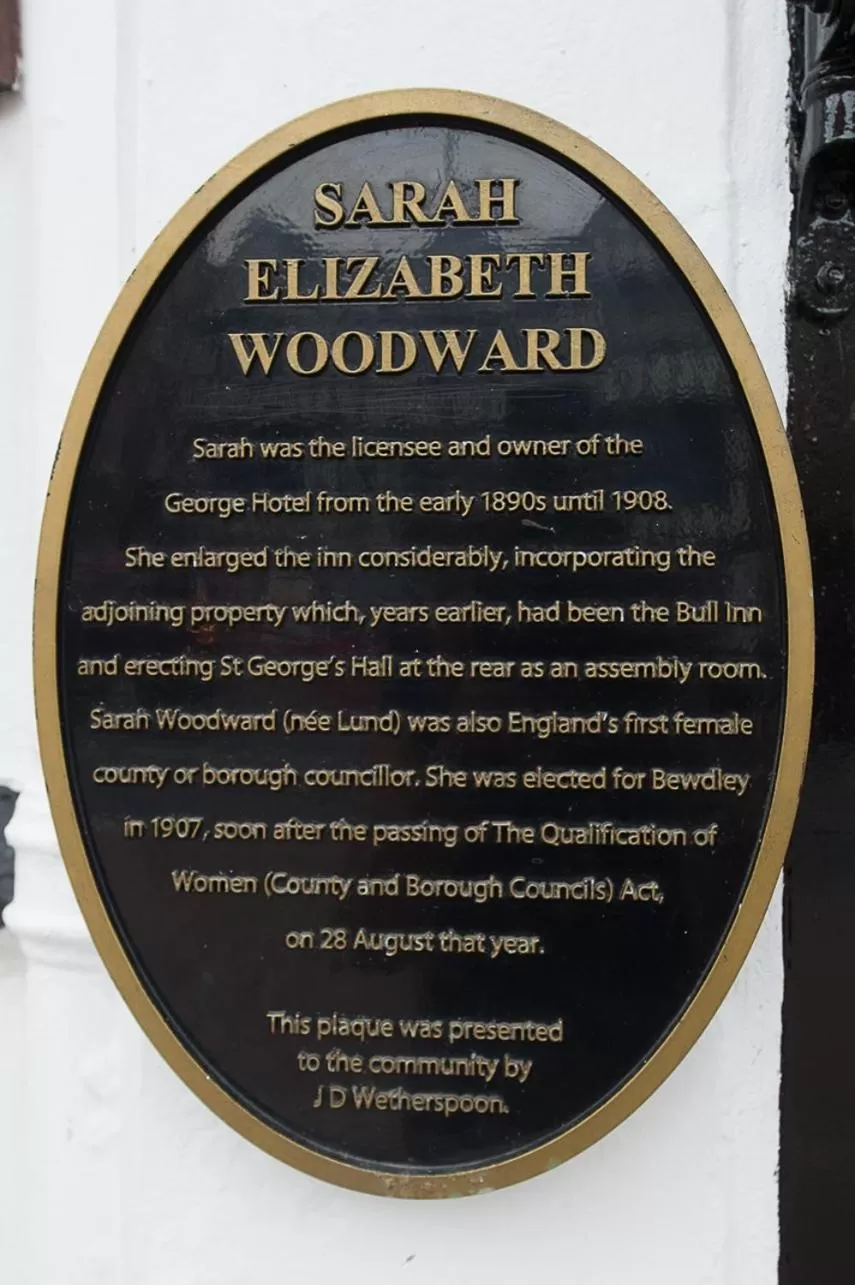 SARAH
ELIZABETH
WOODWARD
Sarah was the licensee and owner of the
George Hotel from the early 1890s until 1908.
She enlarged the inn considerably, incorporating the
adjoining property which, years earlier, had been the Bull Inn
and erecting St George's Hall at the rear as an assembly room.
Sarah Woodward (née Lund) was also England's first female
county or borough councillor. She was elected for Bewdley
in 1907, soon after the passing of The Qualification of
Women (County and Borough Councils) Act,
on 28 August that year.
This plaque was presented
to the community by
J D Wetherspoon.